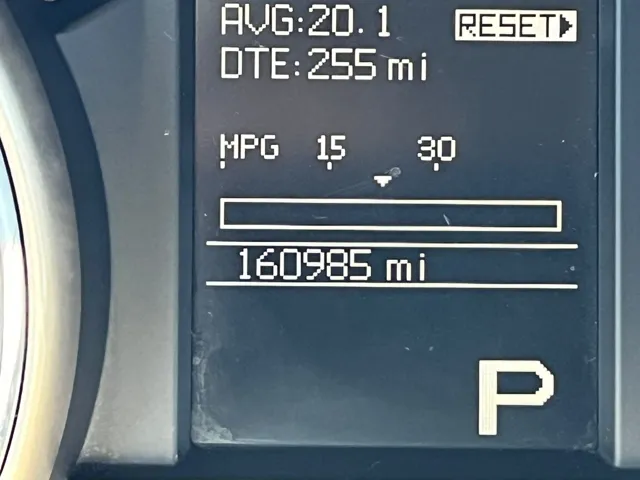 AVG:20.1 RESET
DTE:255 mi
MPG 15 30
160985 mi
P